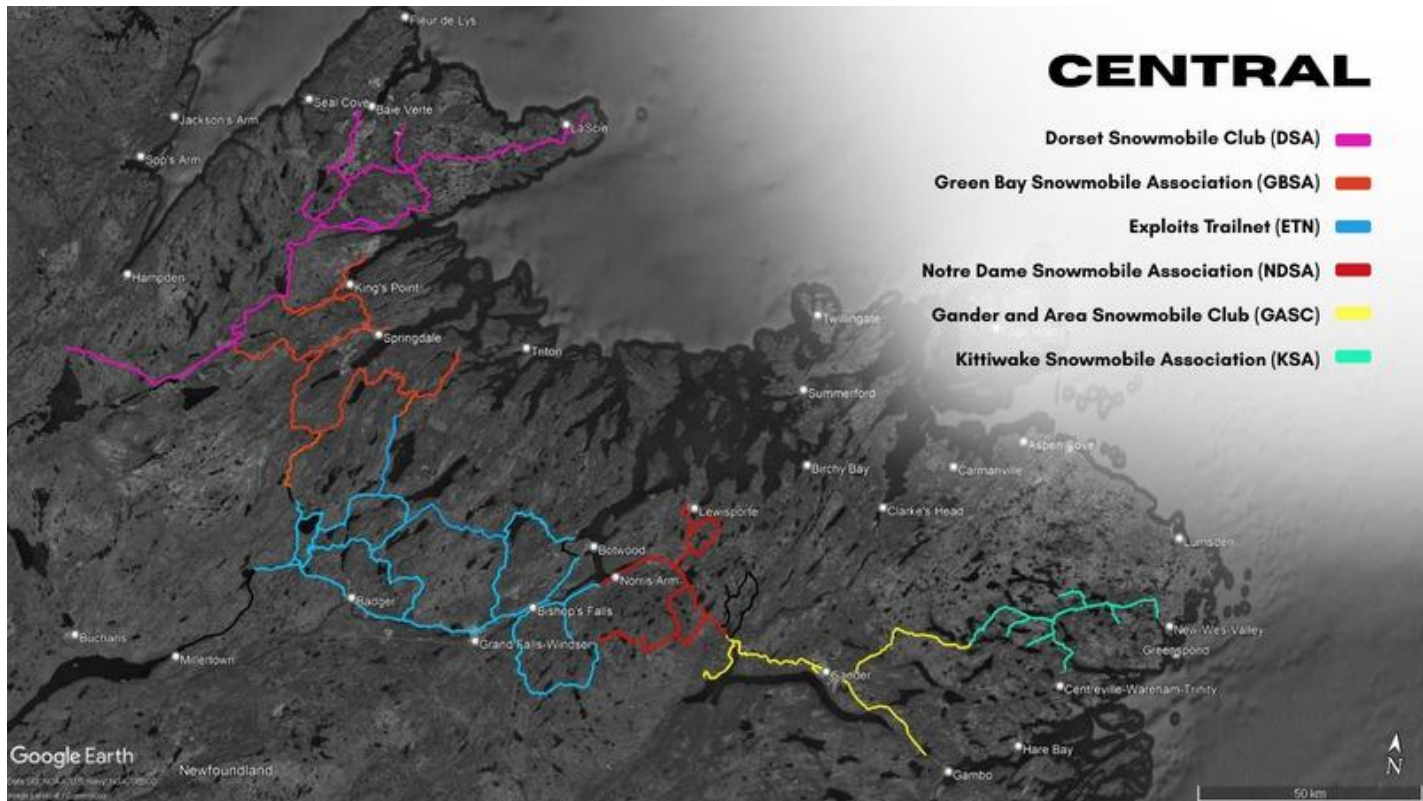 CENTRAL
Dorset Snowmobile Club (DSA)
Green Bay Snowmobile Association (GBSA)
Exploits Trailnet (ETN)
Notre Dame Snowmobile Association (NDSA)
Gander and Area Snowmobile Club (GASC)
Kittiwake Snowmobile Association (KSA)
Fleur de Lys
Seal Cove
Baie Verte
Jackson's Arm
LaScie
Sop's Arm
Hampden
King's Point
Springdale
Triton
Twillingate
Summerford
Aspen Cove
Birchy Bay
Carmanville
Lewisporte
Clarke's Head
Lumsden
Botwood
Norris Arm
Badger
Bishop's Falls
Buchans
Grand Falls-Windsor
New-Wes-Valley
Greenspond
Millertown
Gander
Centreville-Wareham-Trinity
Hare Bay
Gambo
Google Earth
Newfoundland
N
50 km